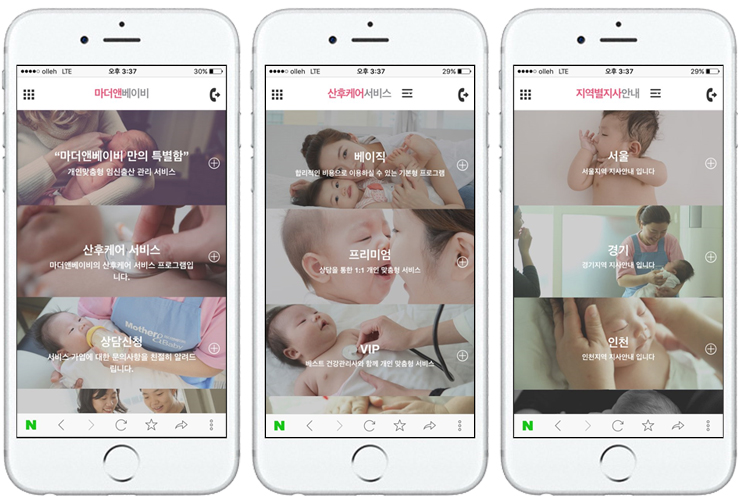 ●●●●○ olleh LTE 오후 3:37 30%
마더앤베이비
“마더앤베이비 만의 특별함”
개인맞춤형 임신출산 관리 서비스
산후케어 서비스
마더앤베이비의 산후케어 서비스 프로그램입
니다.
Mother
&Baby
상담신청
서비스 가입에 대한 문의사항을 친절히 알려드
립니다.
N
●●●●○ olleh LTE 오후 3:37 29%
산후케어서비스
베이직
합리적인 비용으로 이용하실 수 있는 기본형 프로그램
프리미엄
상담을 통한 1:1 개인 맞춤형 서비스
VIP
베스트 건강관리사와 함께 개인 맞춤형 서비스
N
●●●●○ olleh LTE 오후 3:37 29%
지역별지사안내
서울
서울지역 지사안내 입니다
경기
경기지역 지사안내 입니다
인천
인천지역 지사안내 입니다
N